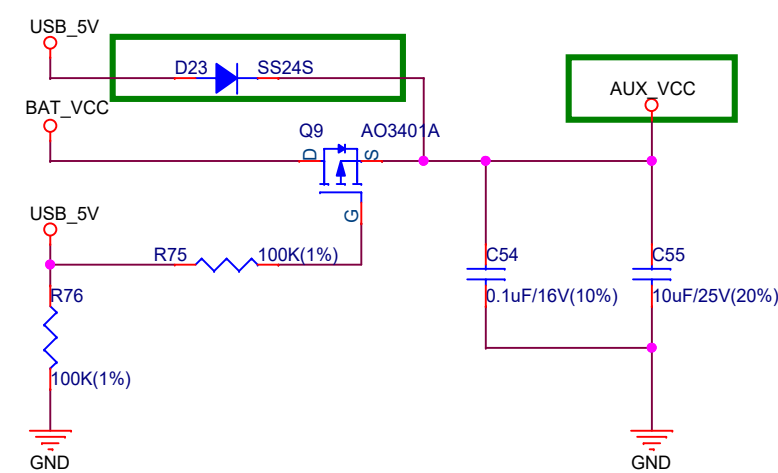 USB_5V
D23 SS24S
AUX_VCC
BAT_VCC
Q9 AO3401A
D S
G
USB_5V
R75 100K(1%)
C54 C55
R76
0.1uF/16V(10%) 10uF/25V(20%)
100K(1%)
GND GND